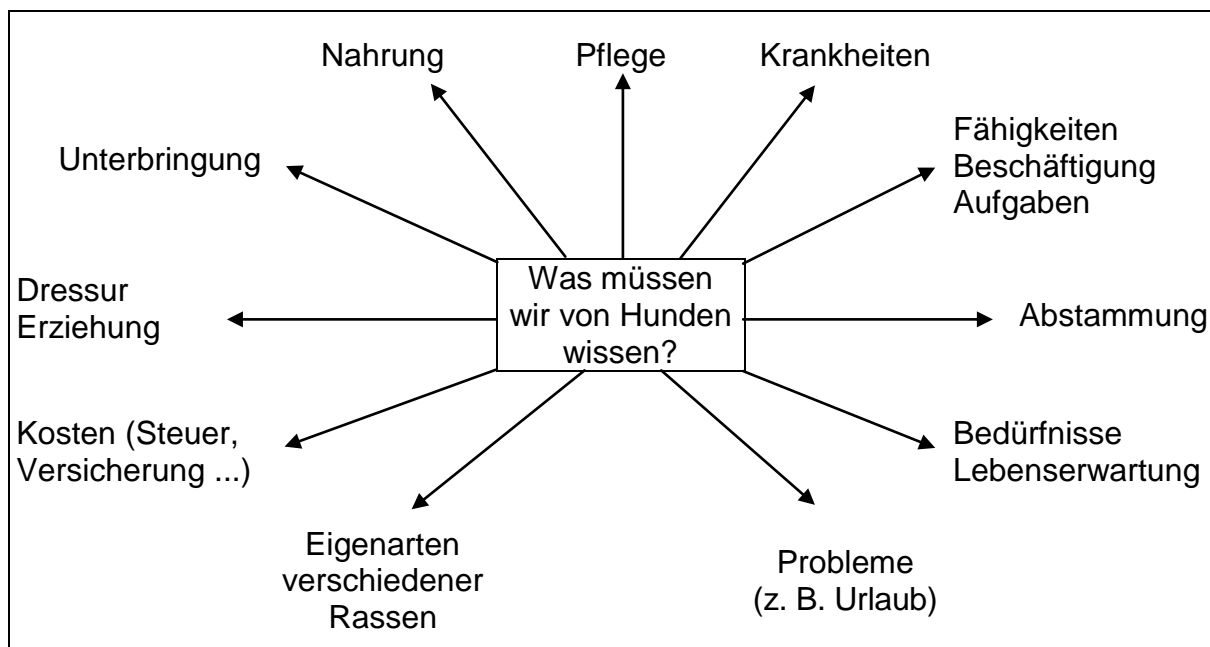 Nahrung
Pflege
Krankheiten
Unterbringung
Fähigkeiten
Beschäftigung
Aufgaben
Was müssen
wir von Hunden
wissen?
Dressur
Erziehung
Abstammung
Kosten (Steuer,
Versicherung ...)
Bedürfnisse
Lebenserwartung
Eigenarten
verschiedener
Rassen
Probleme
(z. B. Urlaub)